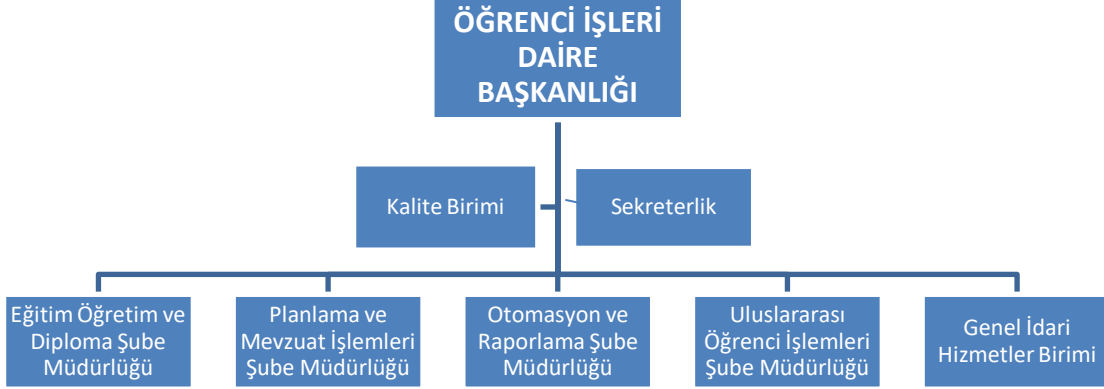 ÖĞRENCİ İŞLERİ
DAİRE
BAŞKANLIĞI
Kalite Birimi
Sekreterlik
Eğitim Öğretim ve
Diploma Şube
Müdürlüğü
Planlama ve
Mevzuat İşlemleri
Şube Müdürlüğü
Otomasyon ve
Raporlama Şube
Müdürlüğü
Uluslararası
Öğrenci İşlemleri
Şube Müdürlüğü
Genel İdari
Hizmetler Birimi